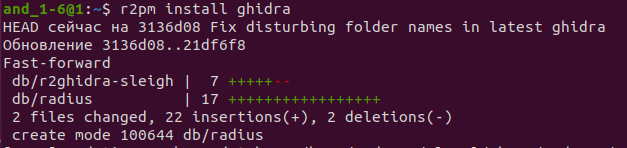 and_1-6@1:~$ r2pm install ghidra
HEAD сейчас на 3136d08 Fix disturbing folder names in latest ghidra
Обновление 3136d08..21df6f8
Fast-forward
 db/r2ghidra-sleigh |  7 +++++--
 db/radius          | 17 +++++++++++++++++
 2 files changed, 22 insertions(+), 2 deletions(-)
 create mode 100644 db/radius